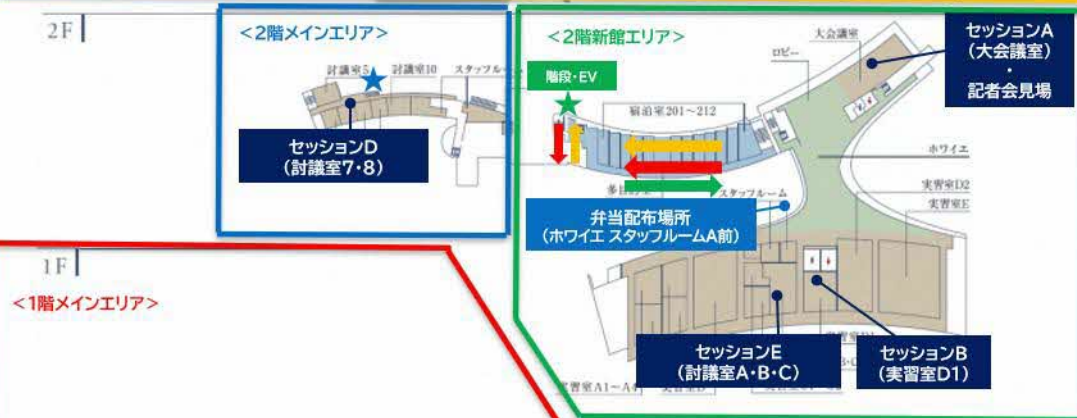 2F
<2階メインエリア>
討議室5
討議室10
スタッフルーム
セッションD
(討議室7・8)
<2階新館エリア>
階段・EV
宿泊室201~212
ロビー
大会議室
セッションA
(大会議室)
・
記者会見場
ホワイエ
実習室D2
実習室E
スタッフルーム
弁当配布場所
(ホワイエ スタッフルームA前)
1F
<1階メインエリア>
セッションE
(討議室A・B・C)
セッションB
(実習室D1)
実習室A1~A4